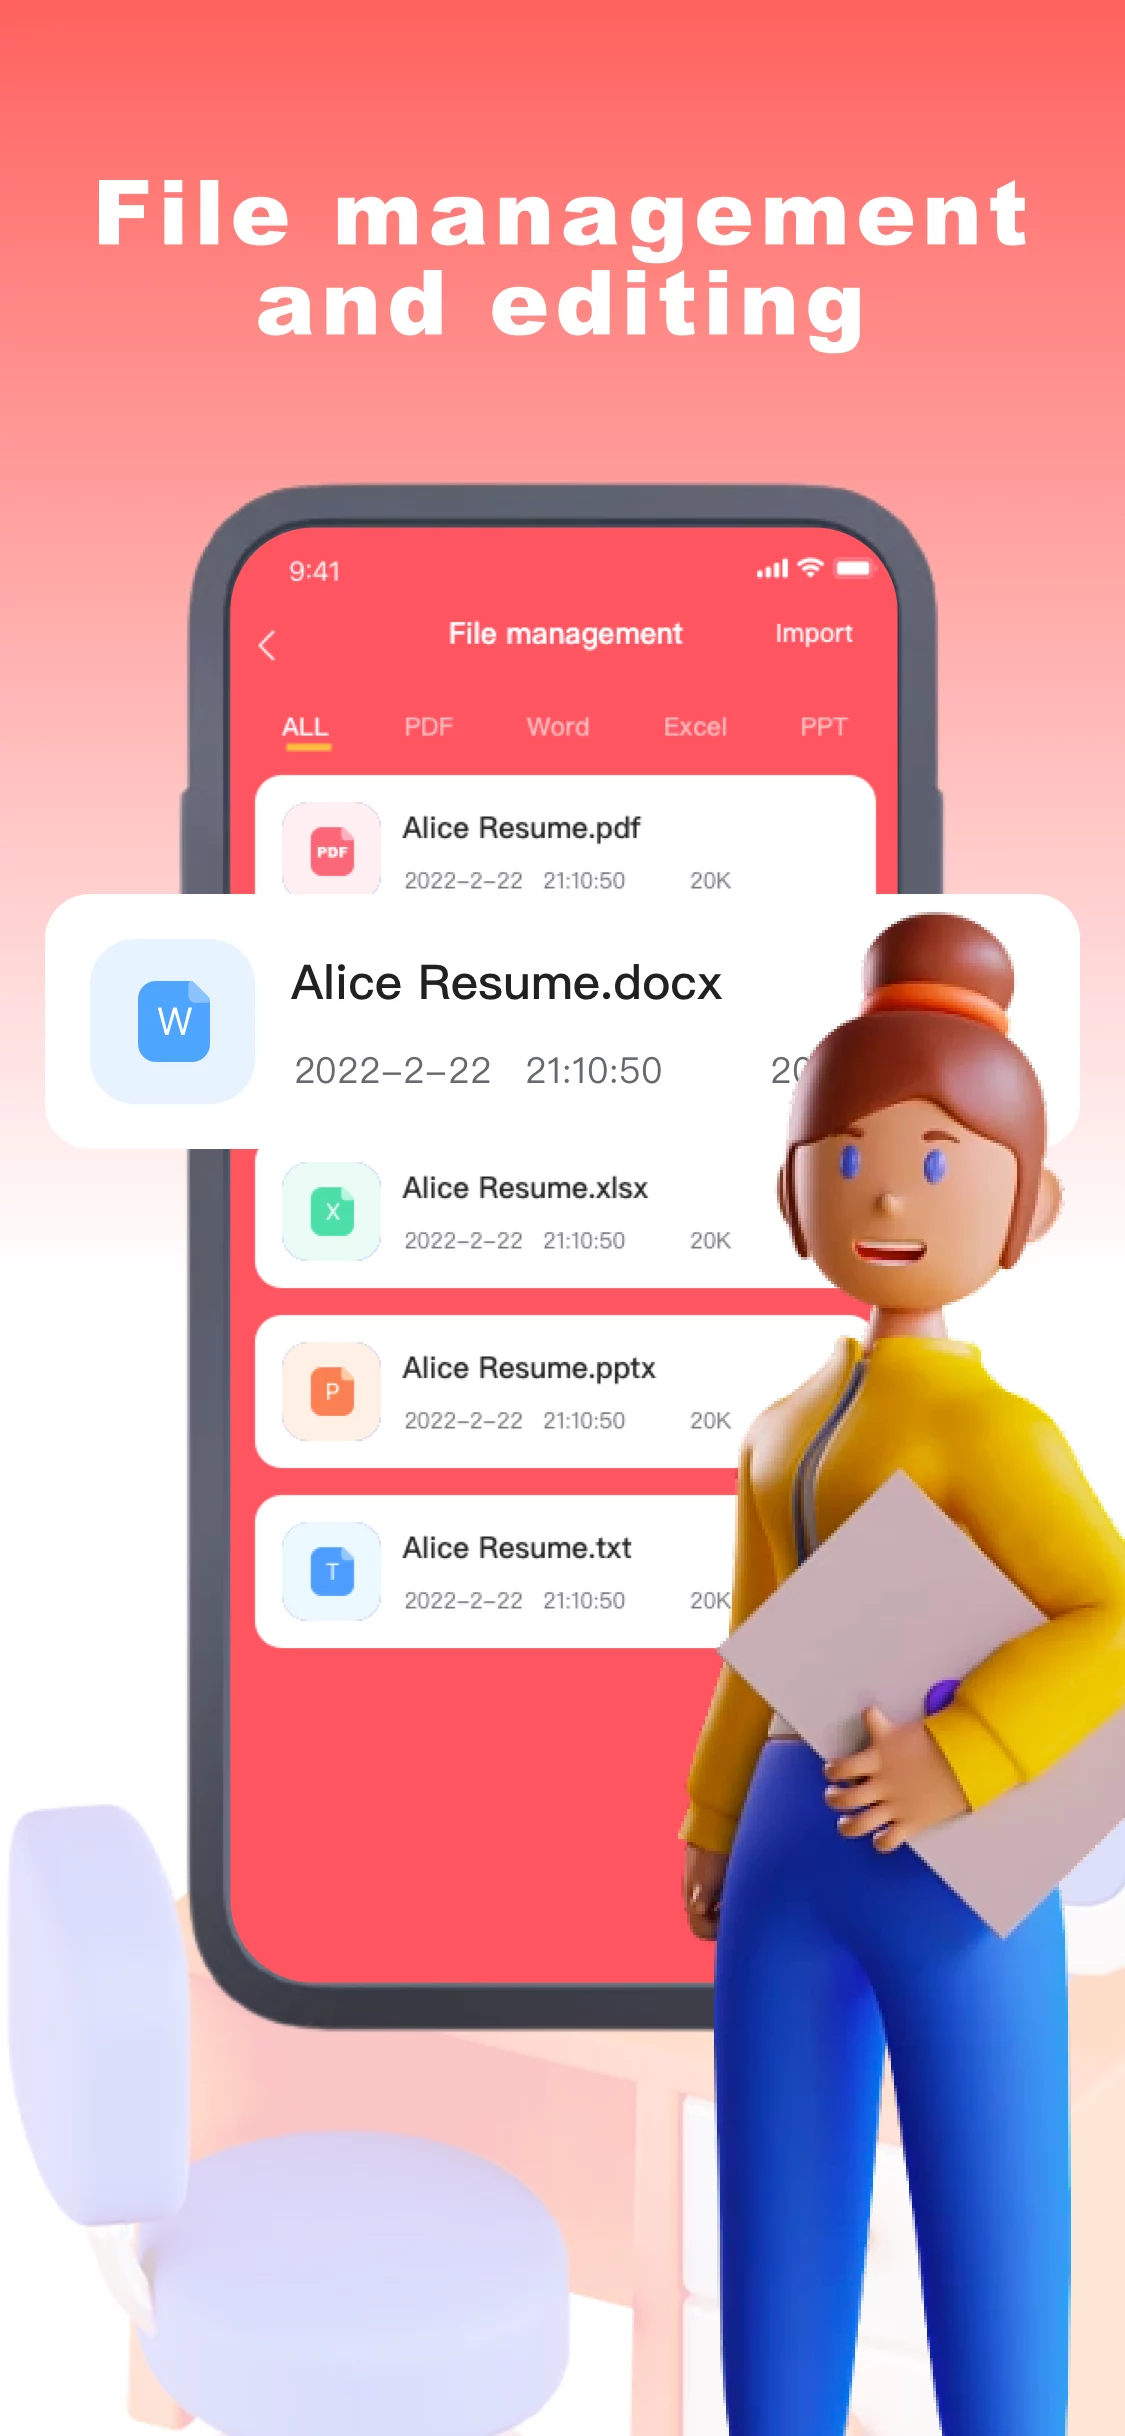 File management
and editing
9:41
File management
Import
ALL PDF Word Excel PPT
PDF
Alice Resume.pdf
2022-2-22 21:10:50 20K
W
Alice Resume.docx
2022-2-22 21:10:50
X
Alice Resume.xlsx
2022-2-22 21:10:50 20K
P
Alice Resume.pptx
2022-2-22 21:10:50 20K
T
Alice Resume.txt
2022-2-22 21:10:50 20K